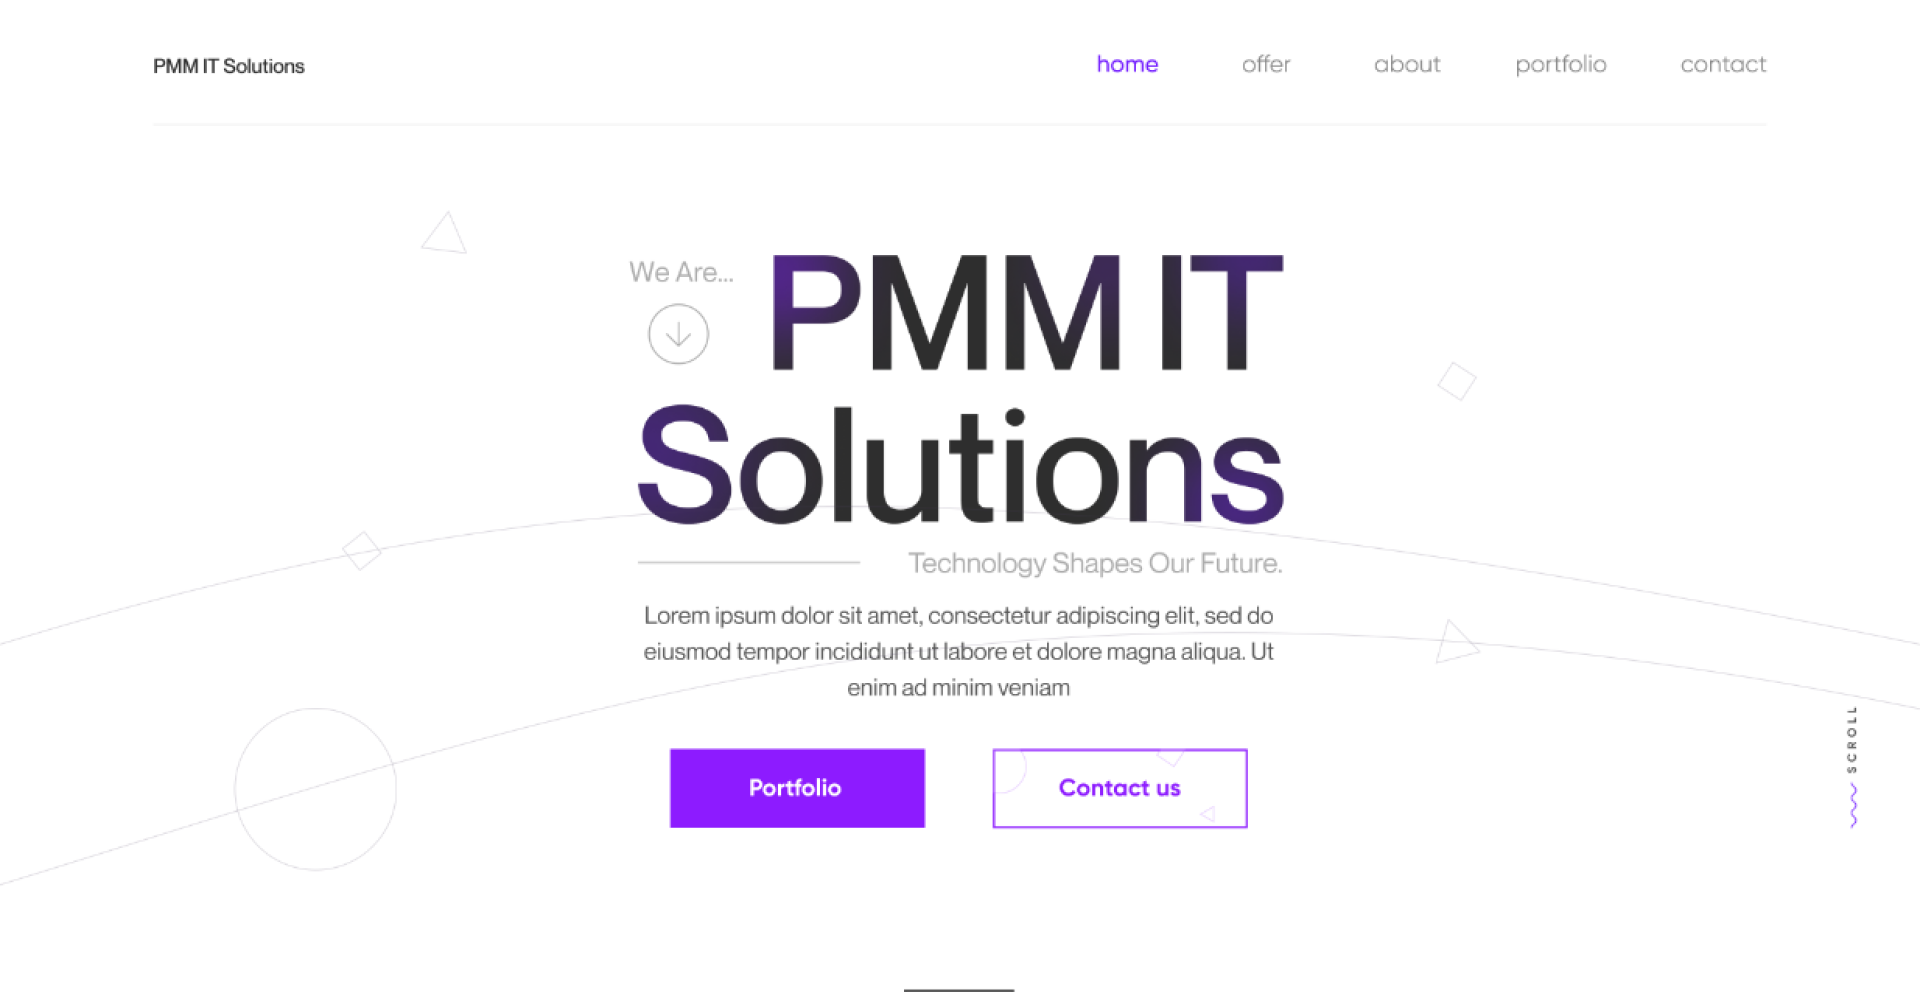 PMM IT Solutions
home
offer
about
portfolio
contact
We Are...
PMM IT
Solutions
Technology Shapes Our Future.
Lorem ipsum dolor sit amet, consectetur adipiscing elit, sed do
eiusmod tempor incididunt ut labore et dolore magna aliqua. Ut
enim ad minim veniam
Portfolio
Contact us
SCROLL